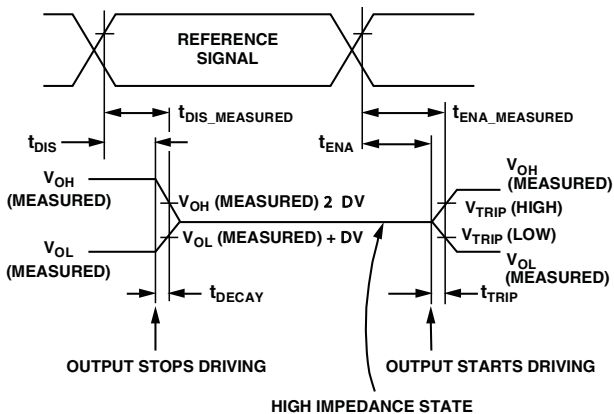 REFERENCE
SIGNAL
tDIS_MEASURED
tENA_MEASURED
tDIS
tENA
VOH
(MEASURED)
VOH (MEASURED) 2 DV
VOH
(MEASURED)
VTRIP (HIGH)
VOL
(MEASURED)
VOL (MEASURED) + DV
VTRIP (LOW)
VOL
(MEASURED)
tDECAY
tTRIP
OUTPUT STOPS DRIVING
OUTPUT STARTS DRIVING
HIGH IMPEDANCE STATE